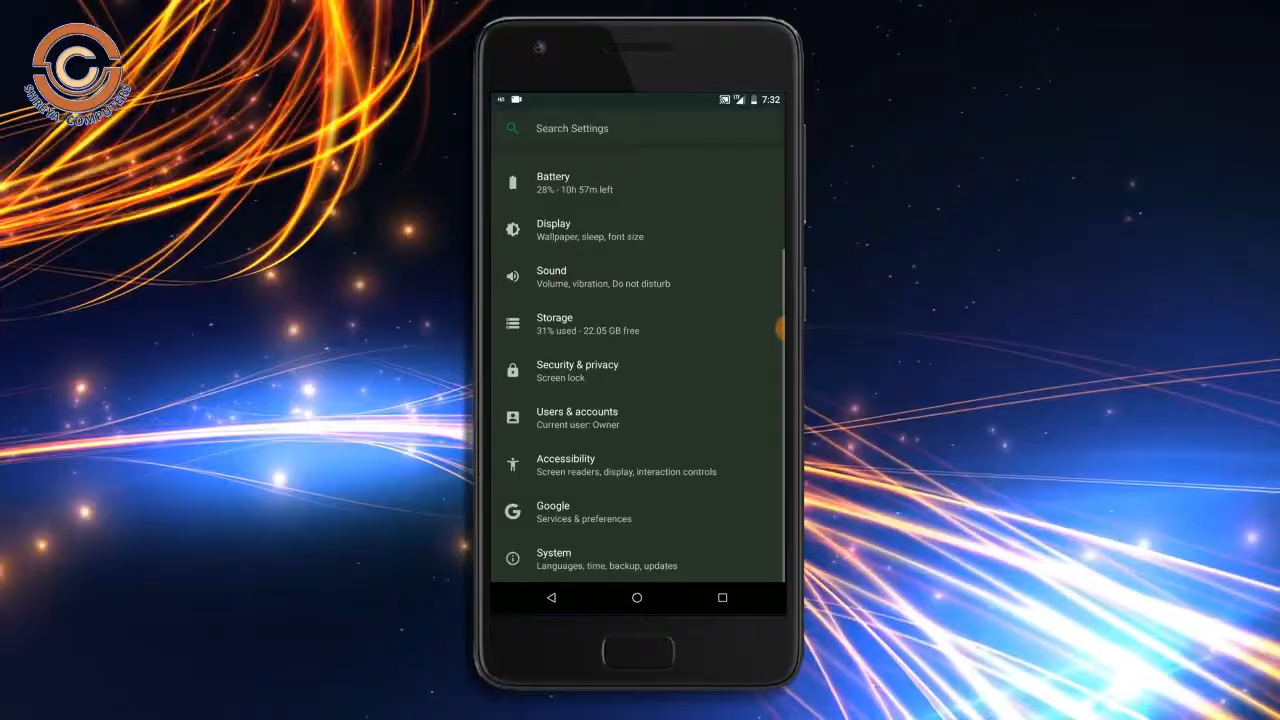 SHREYA COMPUTERS
7:32
Search Settings
Battery
28% - 10h 57m left
Display
Wallpaper, sleep, font size
Sound
Volume, vibration, Do not disturb
Storage
31% used - 22.05 GB free
Security & privacy
Screen lock
Users & accounts
Current user: Owner
Accessibility
Screen readers, display, interaction controls
Google
Services & preferences
System
Languages, time, backup, updates